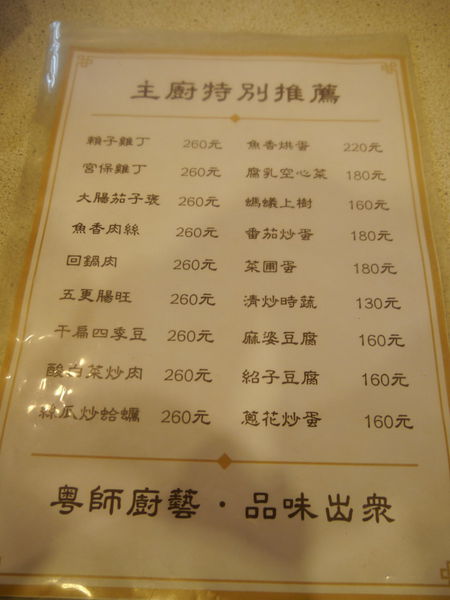 主廚特別推薦
賴子雞丁 260元 魚香烘蛋 220元
宮保雞丁 260元 腐乳空心菜 180元
大腸茄子煲 260元 螞蟻上樹 160元
魚香肉絲 260元 番茄炒蛋 180元
回鍋肉 260元 菜圃蛋 180元
五更腸旺 260元 清炒時蔬 130元
干扁四季豆 260元 麻婆豆腐 160元
酸白菜炒肉 260元 紹子豆腐 160元
絲瓜炒蛤蠣 260元 蔥花炒蛋 160元
粵師廚藝·品味出眾